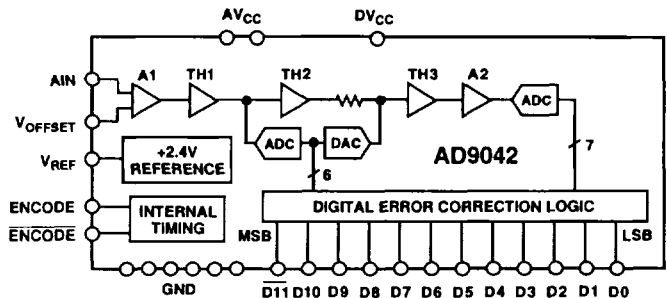 AVCC DVCC
AIN A1 TH1 TH2 TH3 A2
ADC
VOFFSET
ADC DAC
AD9042
7
VREF
+2.4V
REFERENCE
6
ENCODE
ENCODE
INTERNAL
TIMING
DIGITAL ERROR CORRECTION LOGIC
MSB LSB
GND D11 D10 D9 D8 D7 D6 D5 D4 D3 D2 D1 D0